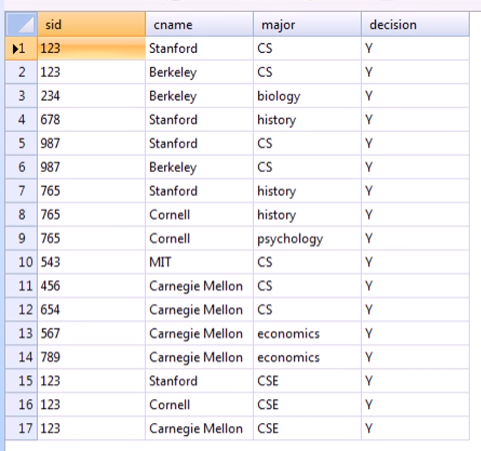 sid cname major decision
1 123 Stanford CS Y
2 123 Berkeley CS Y
3 234 Berkeley biology Y
4 678 Stanford history Y
5 987 Stanford CS Y
6 987 Berkeley CS Y
7 765 Stanford history Y
8 765 Cornell history Y
9 765 Cornell psychology Y
10 543 MIT CS Y
11 456 Carnegie Mellon CS Y
12 654 Carnegie Mellon CS Y
13 567 Carnegie Mellon economics Y
14 789 Carnegie Mellon economics Y
15 123 Stanford CSE Y
16 123 Cornell CSE Y
17 123 Carnegie Mellon CSE Y